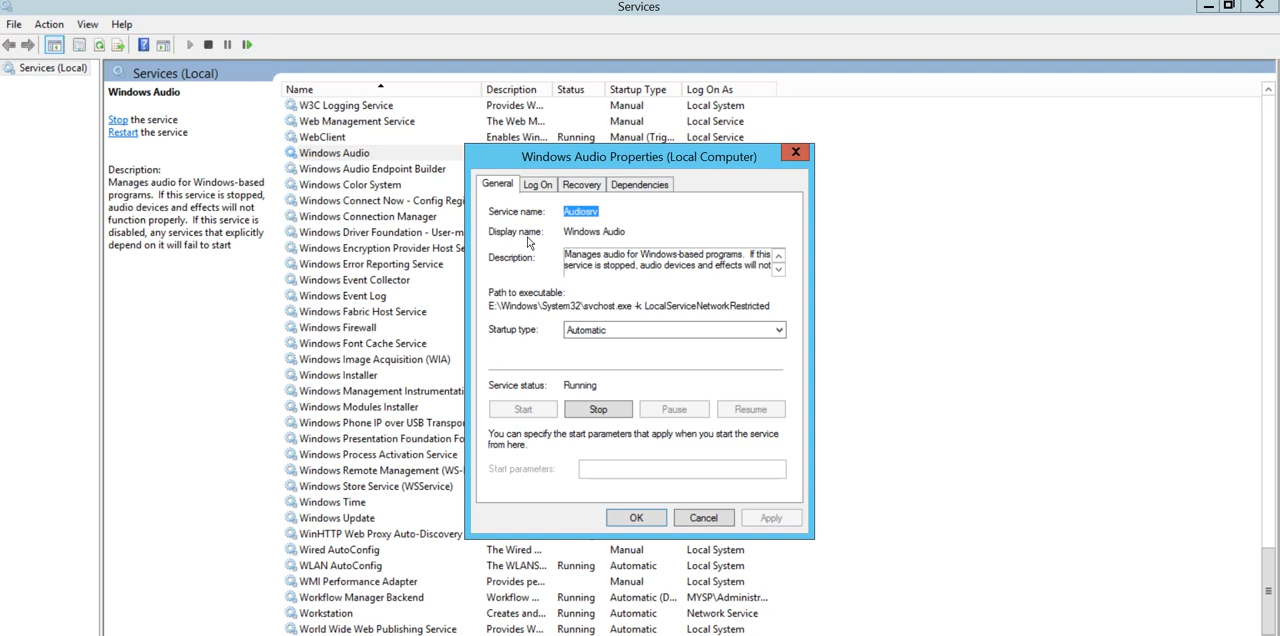 Services
File Action View Help
Services (Local)
Services (Local)
Windows Audio
Stop the service
Restart the service
Description:
Manages audio for Windows-based
programs. If this service is stopped,
audio devices and effects will not
function properly. If this service is
disabled, any services that explicitly
depend on it will fail to start
Name Description Status Startup Type Log On As
W3C Logging Service Provides W... Manual Local System
Web Management Service The Web M... Manual Local Service
WebClient Enables Win... Running Manual (Trig... Local Service
Windows Audio
Windows Audio Endpoint Builder
Windows Color System
Windows Connect Now - Config Regi
Windows Connection Manager
Windows Driver Foundation - User-m
Windows Encryption Provider Host Se
Windows Error Reporting Service
Windows Event Collector
Windows Event Log
Windows Fabric Host Service
Windows Firewall
Windows Font Cache Service
Windows Image Acquisition (WIA)
Windows Installer
Windows Management Instrumentati
Windows Modules Installer
Windows Phone IP over USB Transpor
Windows Presentation Foundation Fo
Windows Process Activation Service
Windows Remote Management (WS-
Windows Store Service (WSService)
Windows Time
Windows Update
WinHTTP Web Proxy Auto-Discovery
Wired AutoConfig The Wired ... Manual Local System
WLAN AutoConfig The WLANS... Running Automatic Local System
WMI Performance Adapter Provides pe... Manual Local System
Workflow Manager Backend Workflow ... Running Automatic (D... MYSP\Administr...
Workstation Creates and... Running Automatic Network Service
World Wide Web Publishing Service Provides W... Running Automatic Local System
Windows Audio Properties (Local Computer)
General Log On Recovery Dependencies
Service name: Audiosrv
Display name: Windows Audio
Description: Manages audio for Windows-based programs. If this
service is stopped, audio devices and effects will not
Path to executable:
E:\Windows\System32\svchost.exe -k LocalServiceNetworkRestricted
Startup type: Automatic
Service status: Running
Start Stop Pause Resume
You can specify the start parameters that apply when you start the service
from here.
Start parameters:
OK Cancel Apply